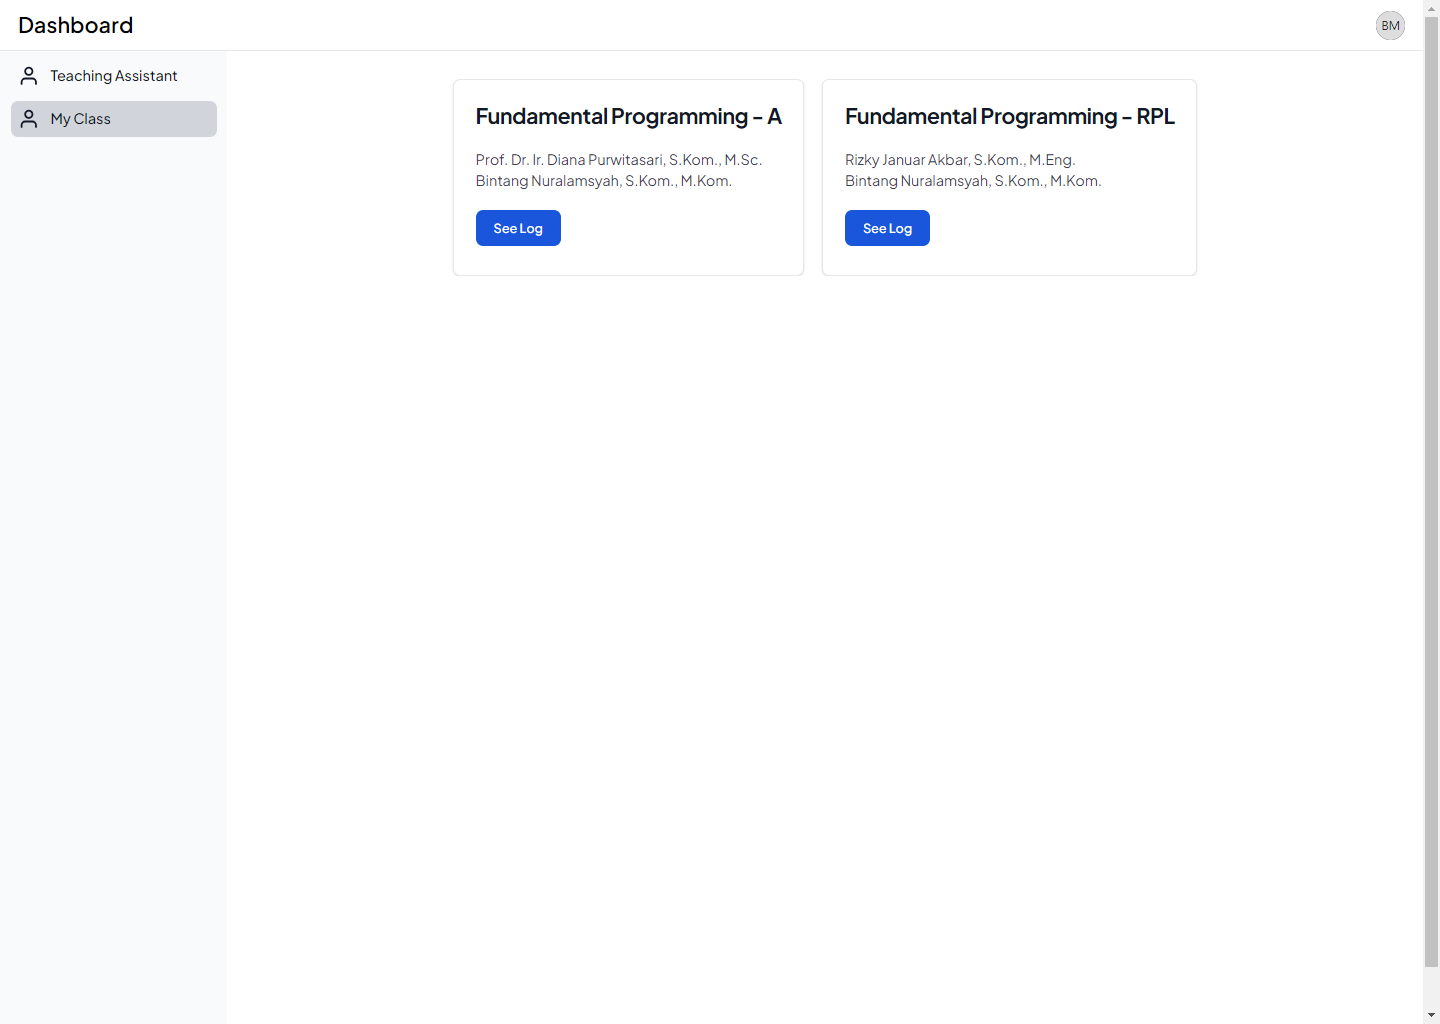 Dashboard
BM
Teaching Assistant
My Class
Fundamental Programming - A
Prof. Dr. Ir. Diana Purwitasari, S.Kom., M.Sc.
Bintang Nuralamsyah, S.Kom., M.Kom.
See Log
Fundamental Programming - RPL
Rizky Januar Akbar, S.Kom., M.Eng.
Bintang Nuralamsyah, S.Kom., M.Kom.
See Log